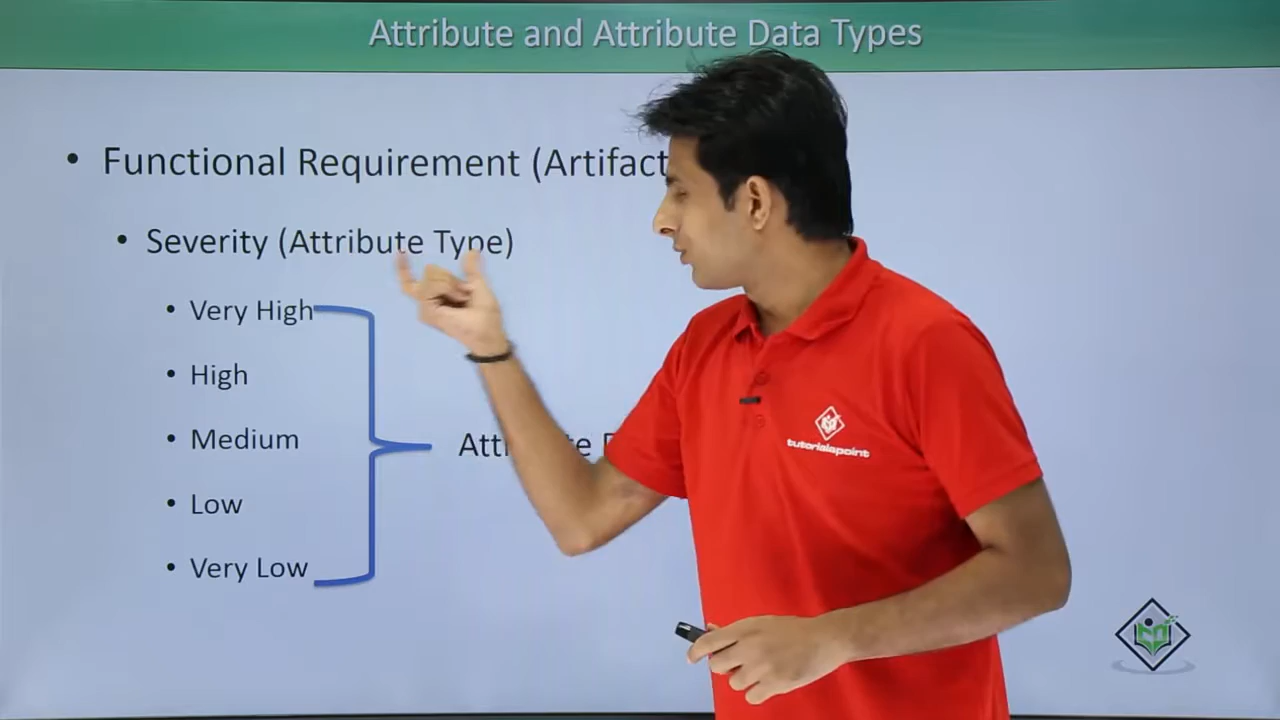 Attribute and Attribute Data Types
• Functional Requirement (Artifact
• Severity (Attribute Type)
• Very High
• High
• Medium
• Low
• Very Low
tutorialspoint